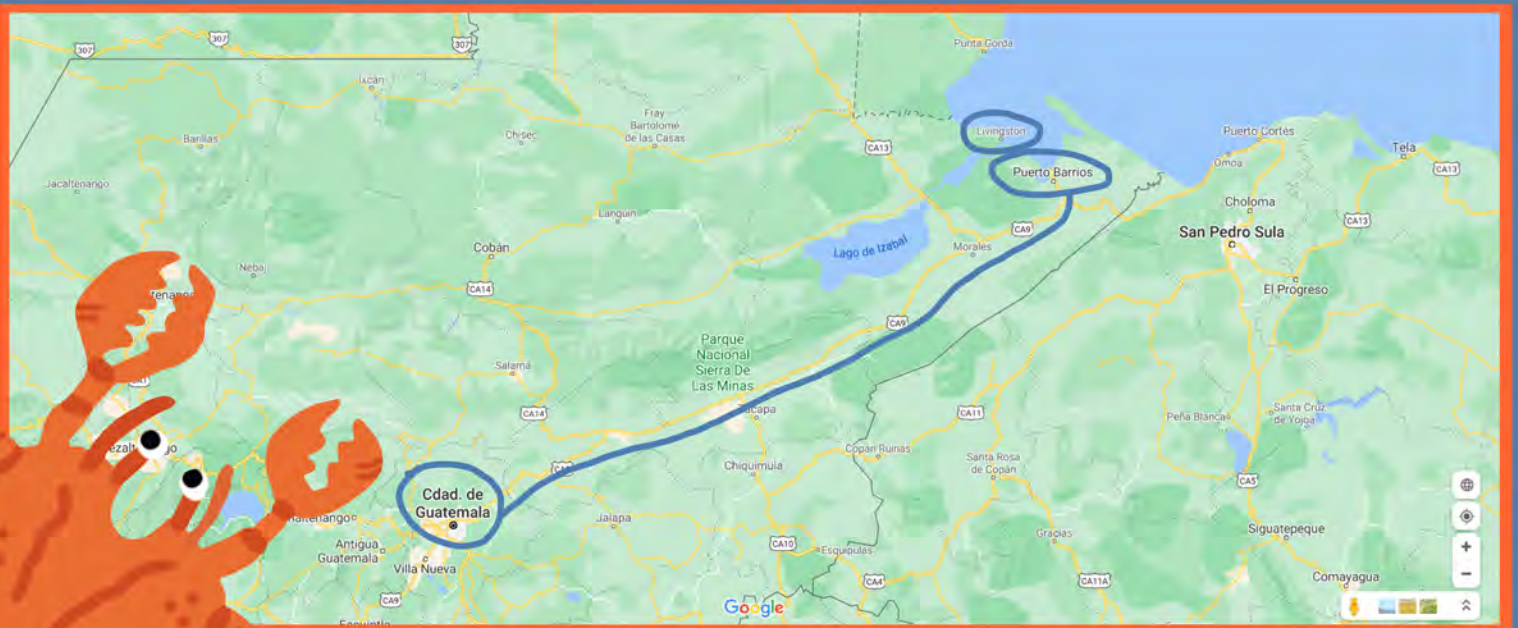 307
307
307
Punta Gorda
Ixcán
Fray
Bartolomé
de las Casas
Barillas
Chisec
CA13
Livingston
Puerto Cortés
Omoa
Tela
CA13
Jacaltenango
Puerto Barrios
Languin
Choloma
CA13
CA9
San Pedro Sula
Cobán
Morales
Lago de Izabal
Nebaj
CA14
El Progreso
tenango
CA9
Parque
Nacional
Sierra De
Las Minas
Salamá
CA1
CA14
acapa
CA11
Peña Blanca
Santa Cruz
de Yojoa
Copán Ruinas
Santa Rosa
de Copán
Chiquimula
CA5
Cdad. de
Guatemala
Jalapa
Gracias
Siguatepeque
Antigua
Guatemala
CA10
Esquipulas
Villa Nueva
CA4
CA11A
Comayagua
CA9
Google